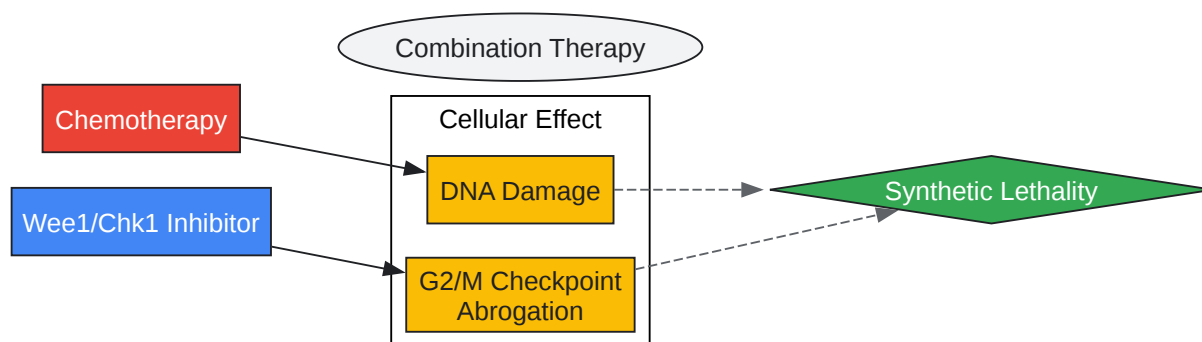 Combination Therapy
Chemotherapy
Wee1/Chk1 Inhibitor
Cellular Effect
DNA Damage
G2/M Checkpoint
Abrogation
Synthetic Lethality